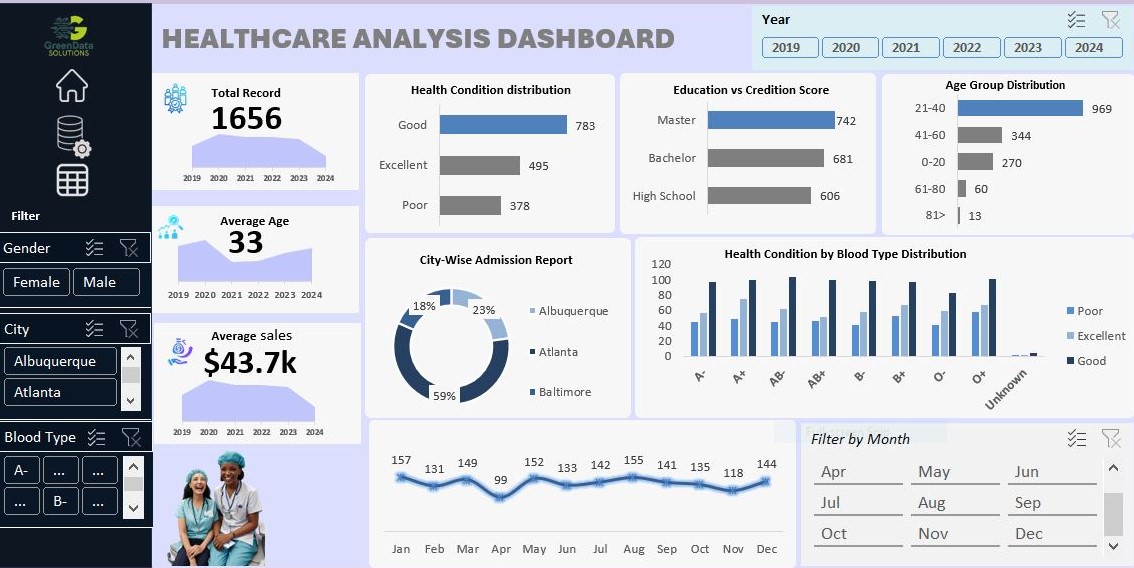 GreenData
SOLUTIONS
HEALTHCARE ANALYSIS DASHBOARD
Year
2019 2020 2021 2022 2023 2024
Filter
Gender
Female Male
City
Albuquerque
Atlanta
Blood Type
A- ... ...
... B- ...
Total Record
1656
2019 2020 2021 2022 2023 2024
Average Age
33
2019 2020 2021 2022 2023 2024
Average sales
$43.7k
2019 2020 2021 2022 2023 2024
Health Condition distribution
Good 783
Excellent 495
Poor 378
Education vs Credition Score
Master 742
Bachelor 681
High School 606
Age Group Distribution
21-40 969
41-60 344
0-20 270
61-80 60
81> 13
City-Wise Admission Report
18% 23%
59%
Albuquerque
Atlanta
Baltimore
Health Condition by Blood Type Distribution
120
100
80
60
40
20
0
A- A+ AB- AB+ B- B+ O- O+ Unknown
Poor
Excellent
Good
157 131 149 99 152 133 142 155 141 135 118 144
Jan Feb Mar Apr May Jun Jul Aug Sep Oct Nov Dec
Filter by Month
Apr May Jun
Jul Aug Sep
Oct Nov Dec